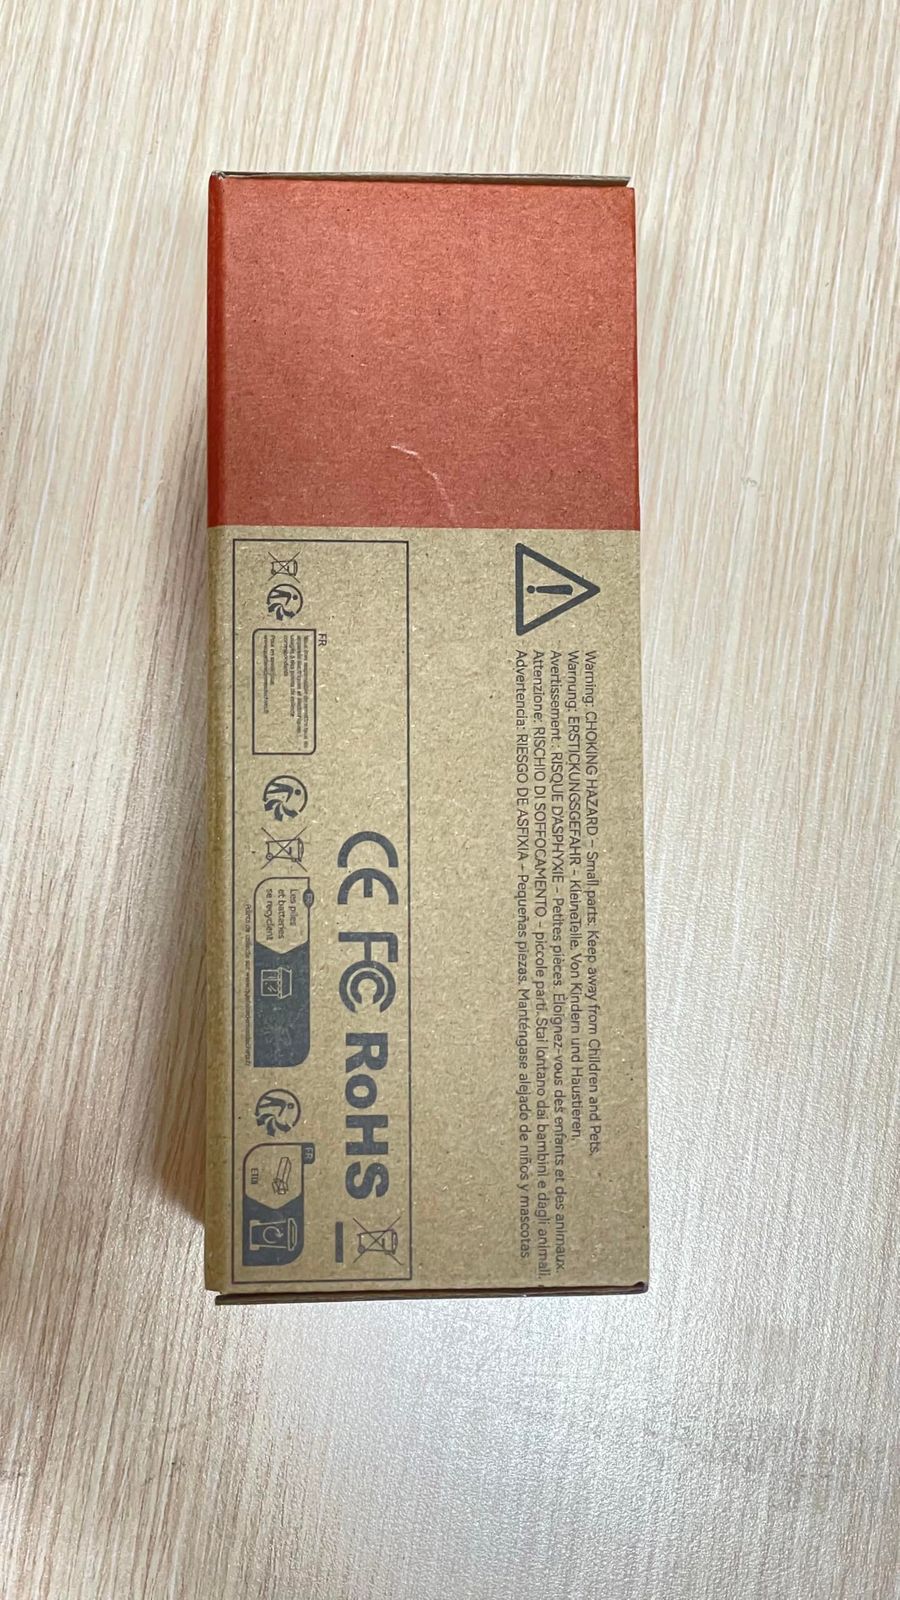 Warning: CHOKING HAZARD – Small parts. Keep away from Children and Pets.
Warnung: ERSTICKUNGSGEFAHR – KleineTeile. Von Kindern und Haustieren.
Avertissement : RISQUE D'ASPHYXIE – Petites pièces. Éloignez-vous des enfants et des animaux.
Attenzione: RISCHIO DI SOFFOCAMENTO – piccole parti. Stai lontano dai bambini e dagli animali.
Advertencia: RIESGO DE ASFIXIA – Pequeñas piezas. Manténgase alejado de niños y mascotas
CE FC RoHS
FR
Les piles
et batteries
se recyclent
FR